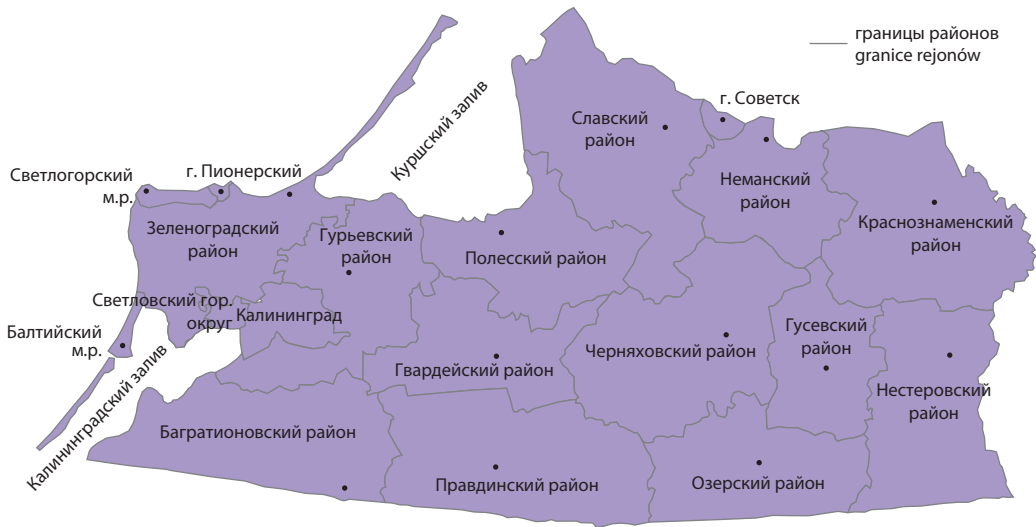 границы районов
granice rejonów
г. Советск
Куршский залив
Славский
район
Светлогорский
м.р.
г. Пионерский
Неманский
район
Краснознаменский
район
Зеленоградский
район
Гурьевский
район
Полесский район
Светловский гор.
округ
Калининград
Балтийский
м.р.
Гусевский
район
Черняховский район
Гвардейский район
Нестеровский
район
Калининградский залив
Багратионовский район
Правдинский район
Озерский район